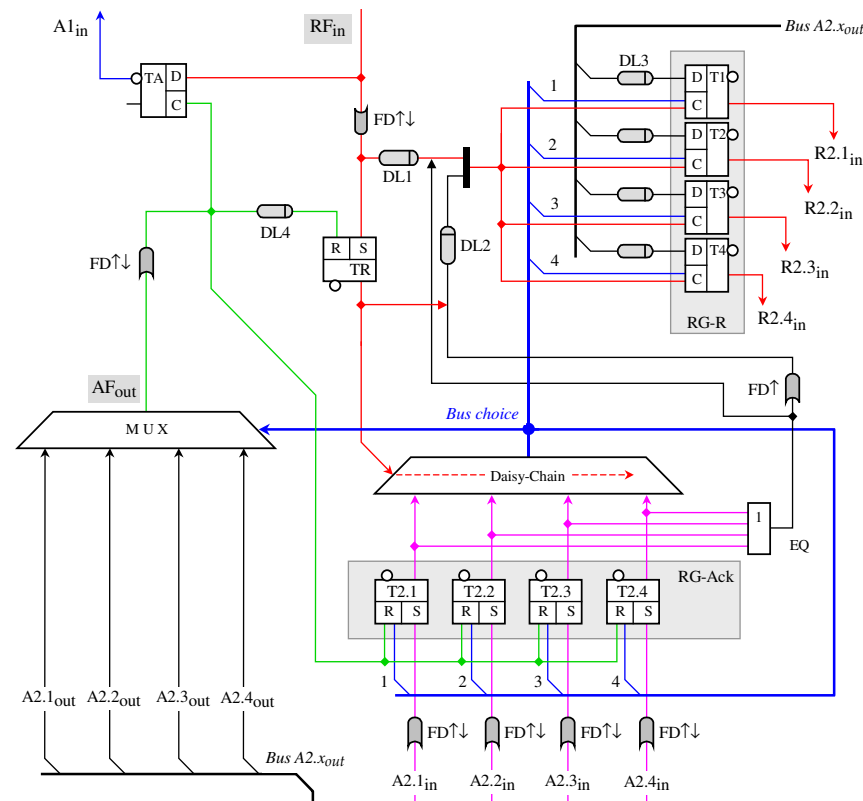 A1in
RFin
Bus A2.xout
TA D
C
FD↑↓
DL1
DL3
D T1
C
D T2
C
D T3
C
D T4
C
RG-R
1
2
3
4
R2.1in
R2.2in
R2.3in
R2.4in
DL4
R S
TR
DL2
FD↑↓
AFout
FD↑
MUX
Bus choice
Daisy-Chain
1
EQ
RG-Ack
T2.1
R S
T2.2
R S
T2.3
R S
T2.4
R S
1
2
3
4
A2.1out
A2.2out
A2.3out
A2.4out
FD↑↓
FD↑↓
FD↑↓
FD↑↓
Bus A2.xout
A2.1in
A2.2in
A2.3in
A2.4in